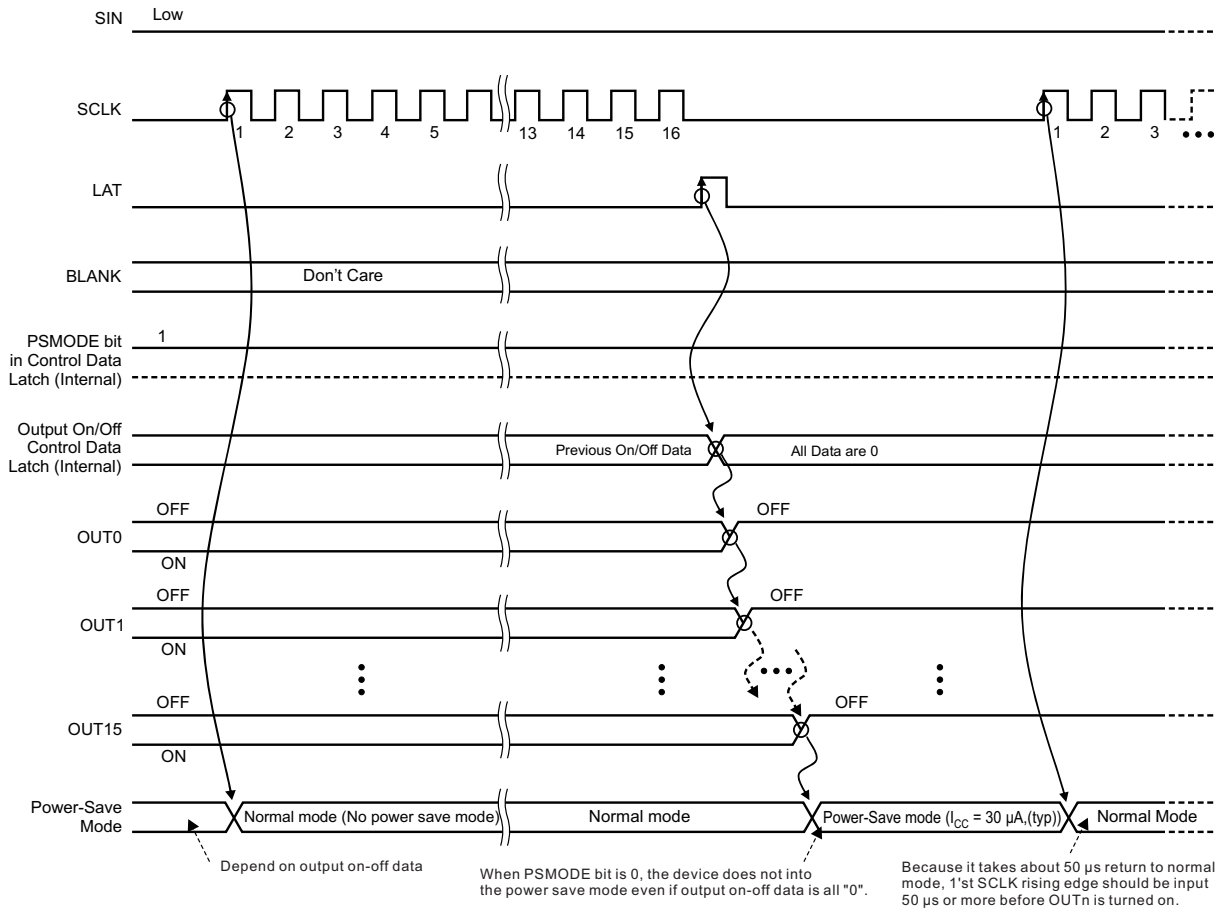 SIN
Low
SCLK
1 2 3 4 5 13 14 15 16 1 2 3
LAT
BLANK
Don't Care
PSMODE bit
in Control Data
Latch (Internal)
1
Output On/Off
Control Data
Latch (Internal)
Previous On/Off Data
All Data are 0
OFF
OUT0
ON
OFF
OFF
OUT1
ON
OFF
OFF
OUT15
ON
OFF
Power-Save
Mode
Normal mode (No power save mode)
Normal mode
Power-Save mode (ICC = 30 µA,(typ))
Normal Mode
Depend on output on-off data
When PSMODE bit is 0, the device does not into
the power save mode even if output on-off data is all "0".
Because it takes about 50 µs return to normal
mode, 1'st SCLK rising edge should be input
50 µs or more before OUTn is turned on.